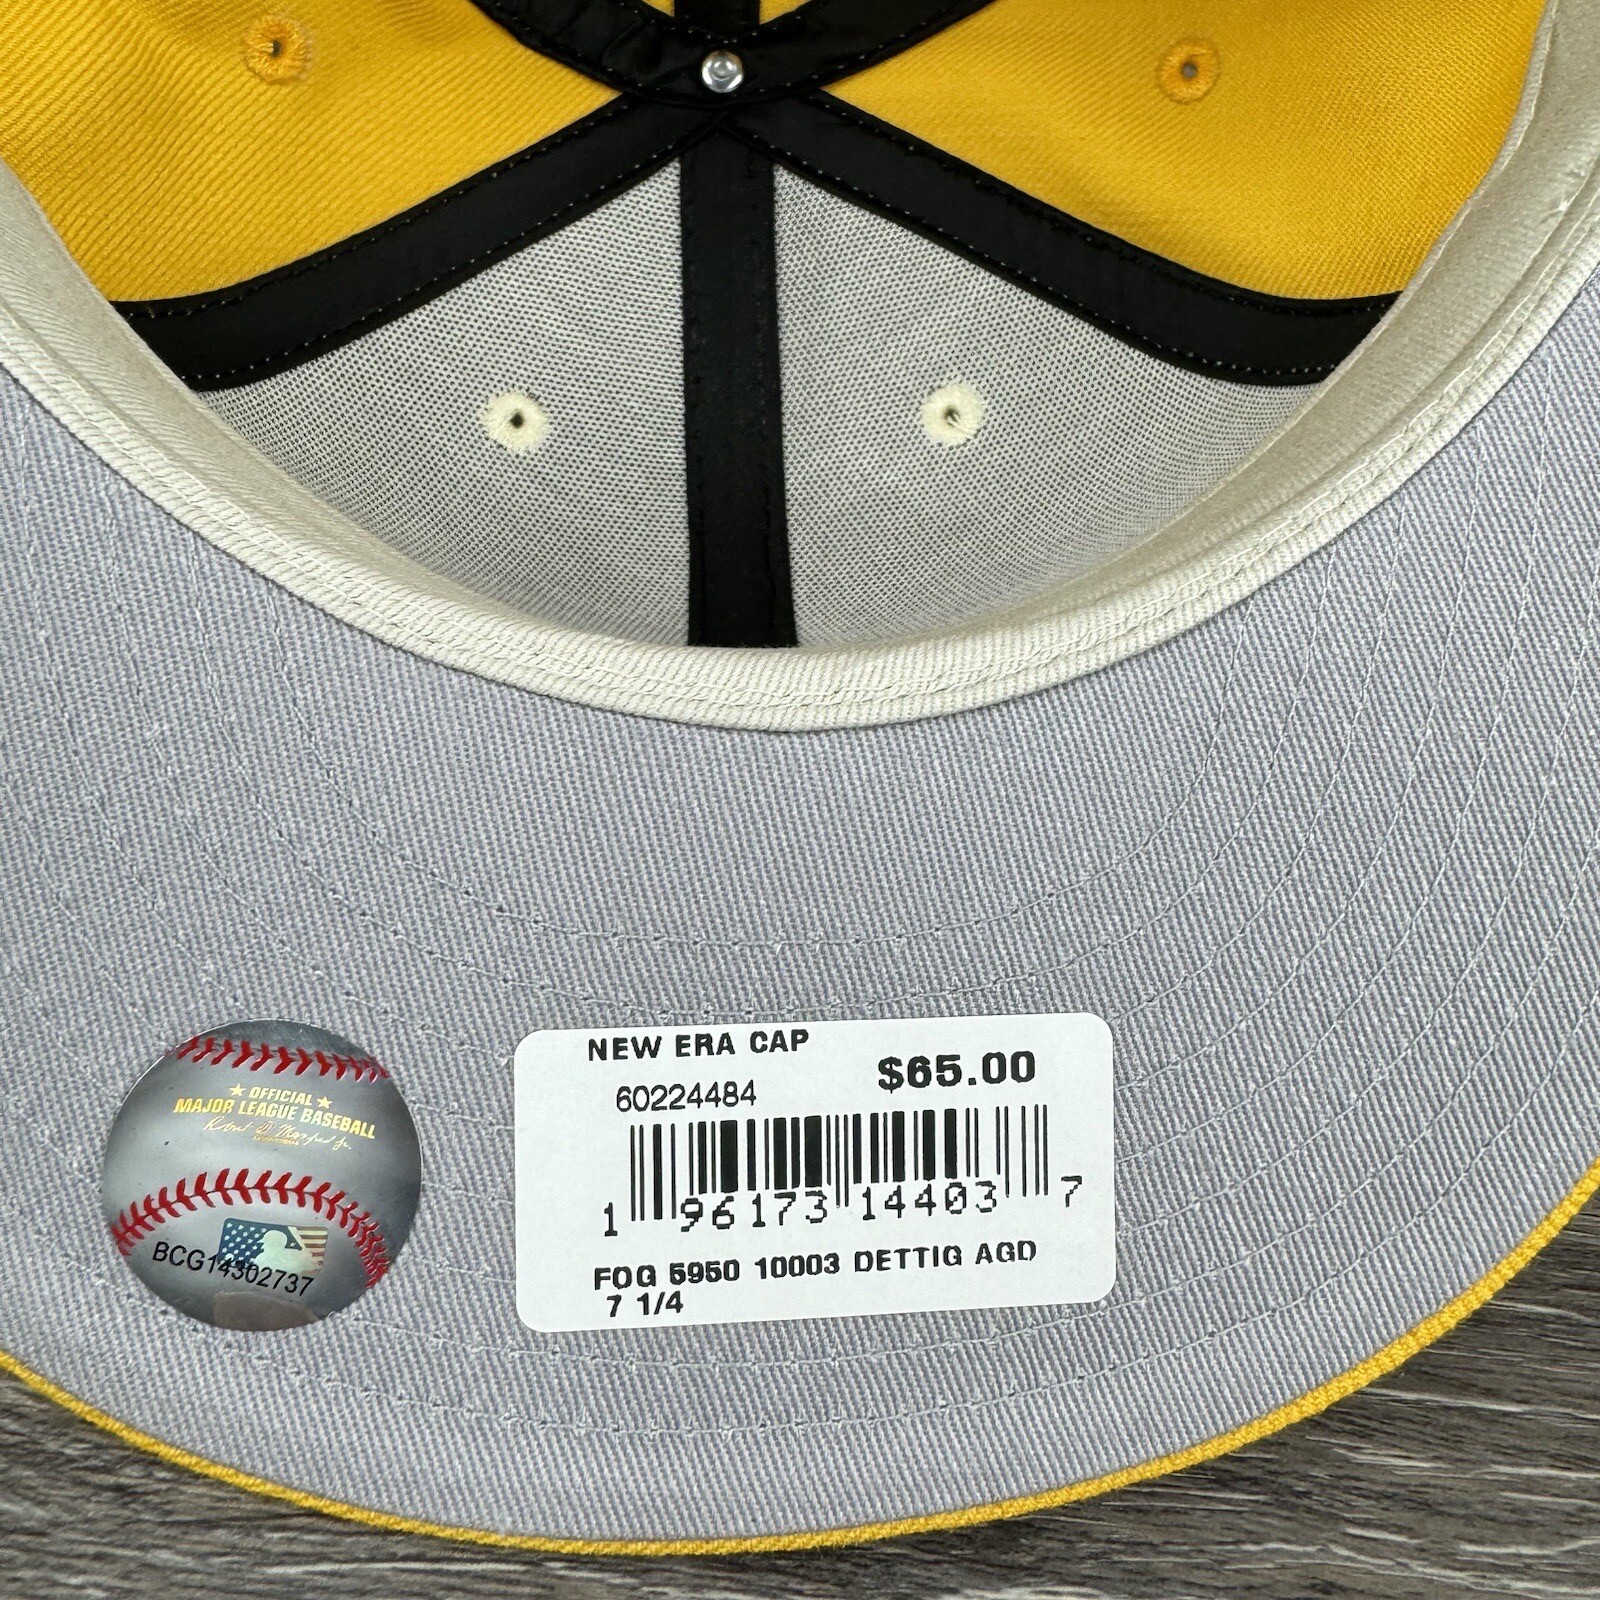 ★ OFFICIAL ★
MAJOR LEAGUE BASEBALL
BCG14302737
NEW ERA CAP
$65.00
60224484
1 96173 14403 7
FOG 5950 10003 DETTIG AGD
7 1/4